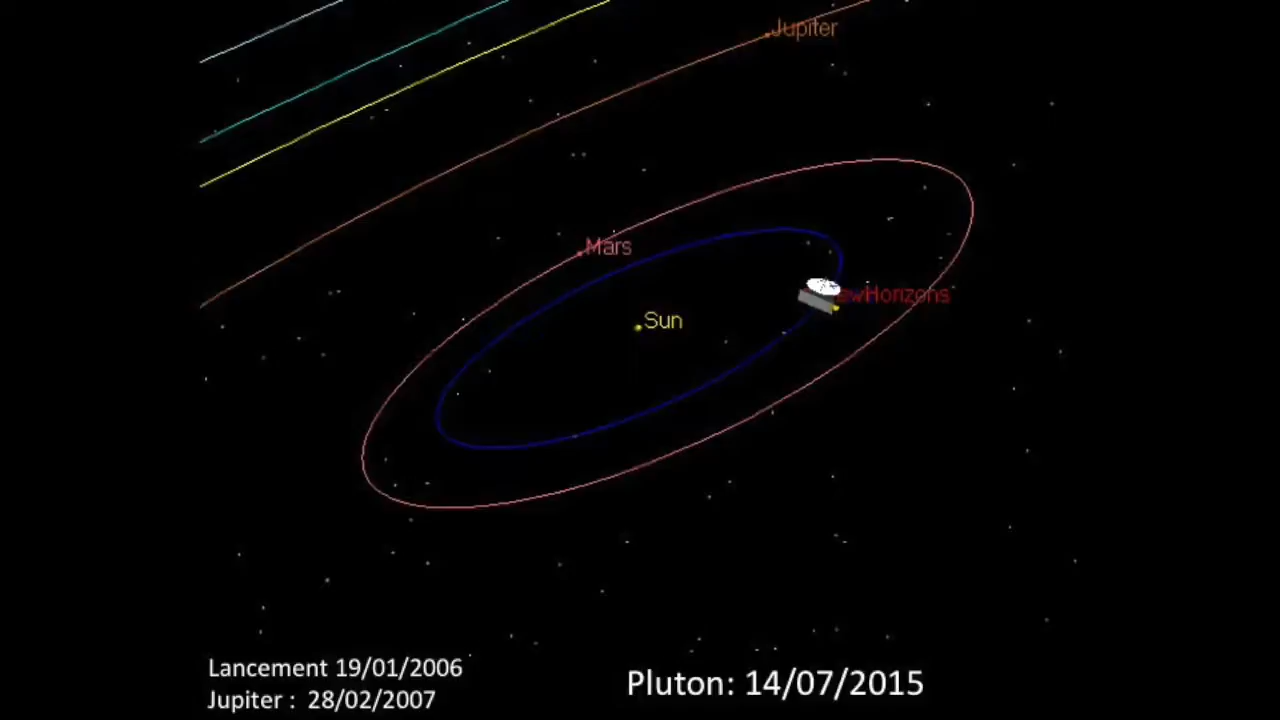 Jupiter
Mars
ewHorizons
Sun
Lancement 19/01/2006
Jupiter : 28/02/2007
Pluton: 14/07/2015